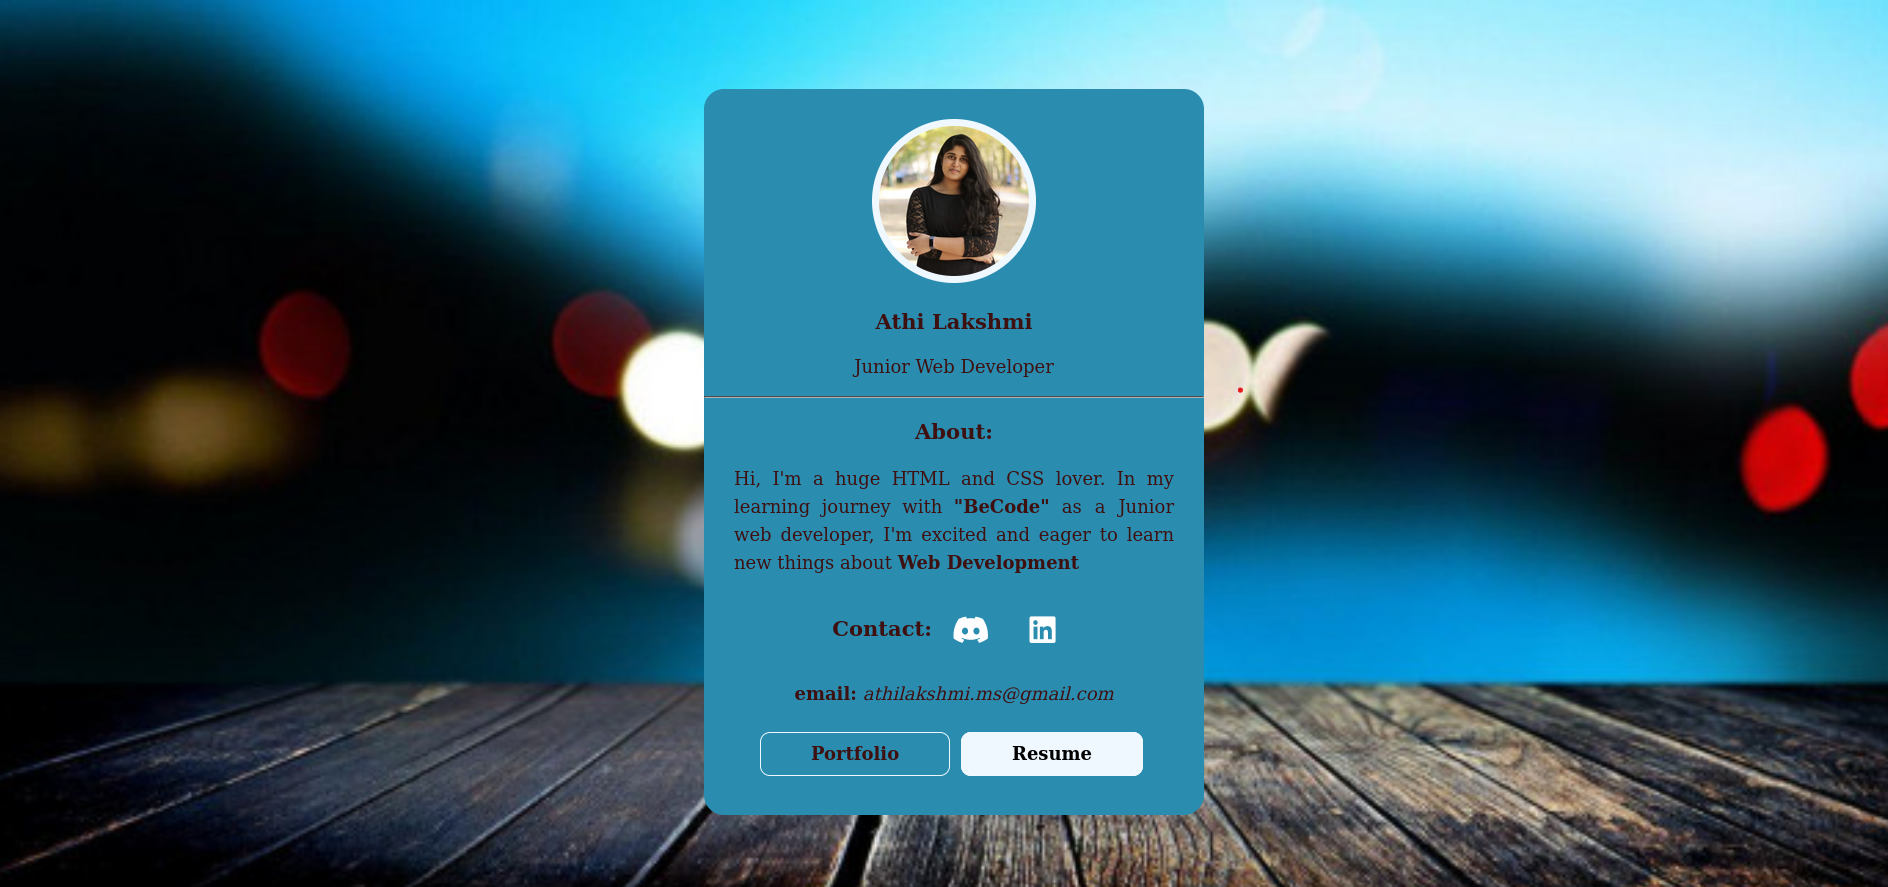 Athi Lakshmi
Junior Web Developer
About:
Hi, I'm a huge HTML and CSS lover. In my
learning journey with "BeCode" as a Junior
web developer, I'm excited and eager to learn
new things about Web Development
Contact:
email: athilakshmi.ms@gmail.com
Portfolio
Resume